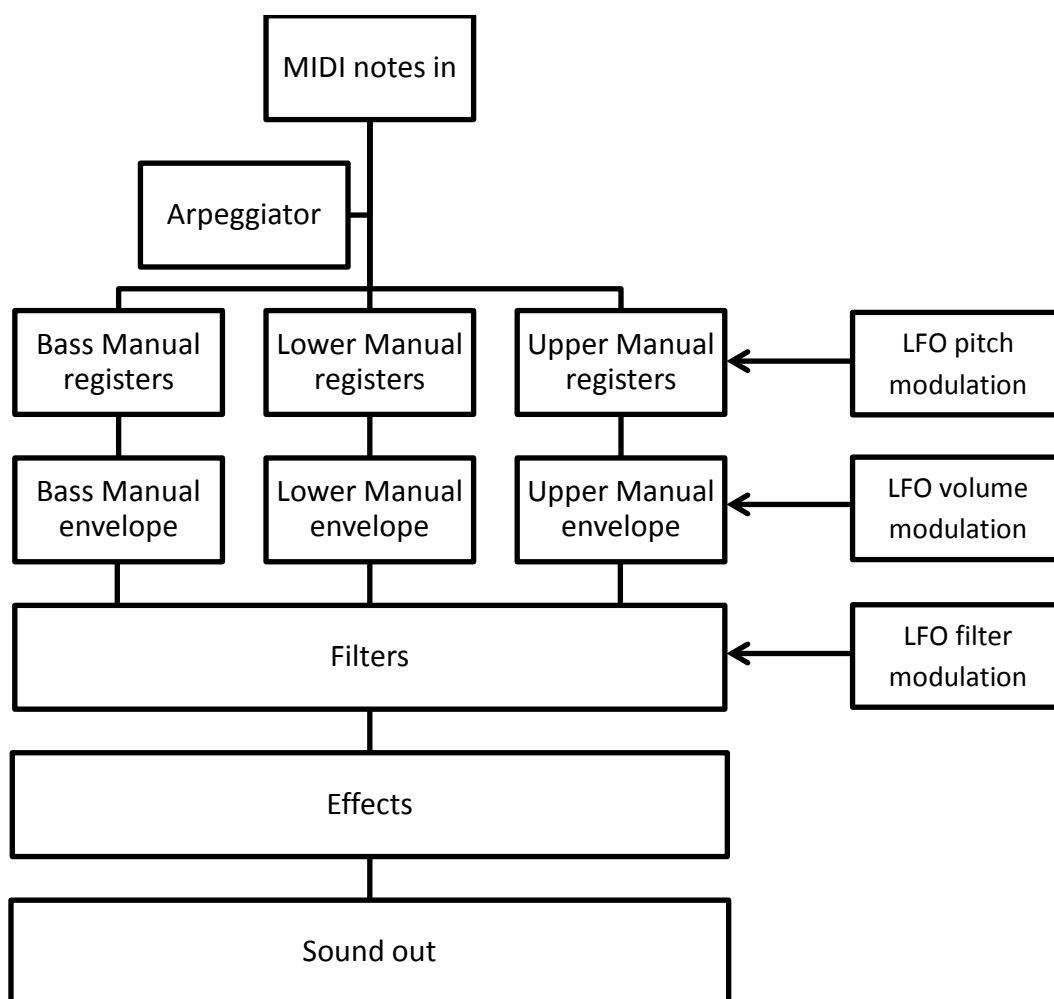 MIDI notes in
Arpeggiator
Bass Manual
registers
Lower Manual
registers
Upper Manual
registers
LFO pitch
modulation
Bass Manual
envelope
Lower Manual
envelope
Upper Manual
envelope
LFO volume
modulation
Filters
LFO filter
modulation
Effects
Sound out